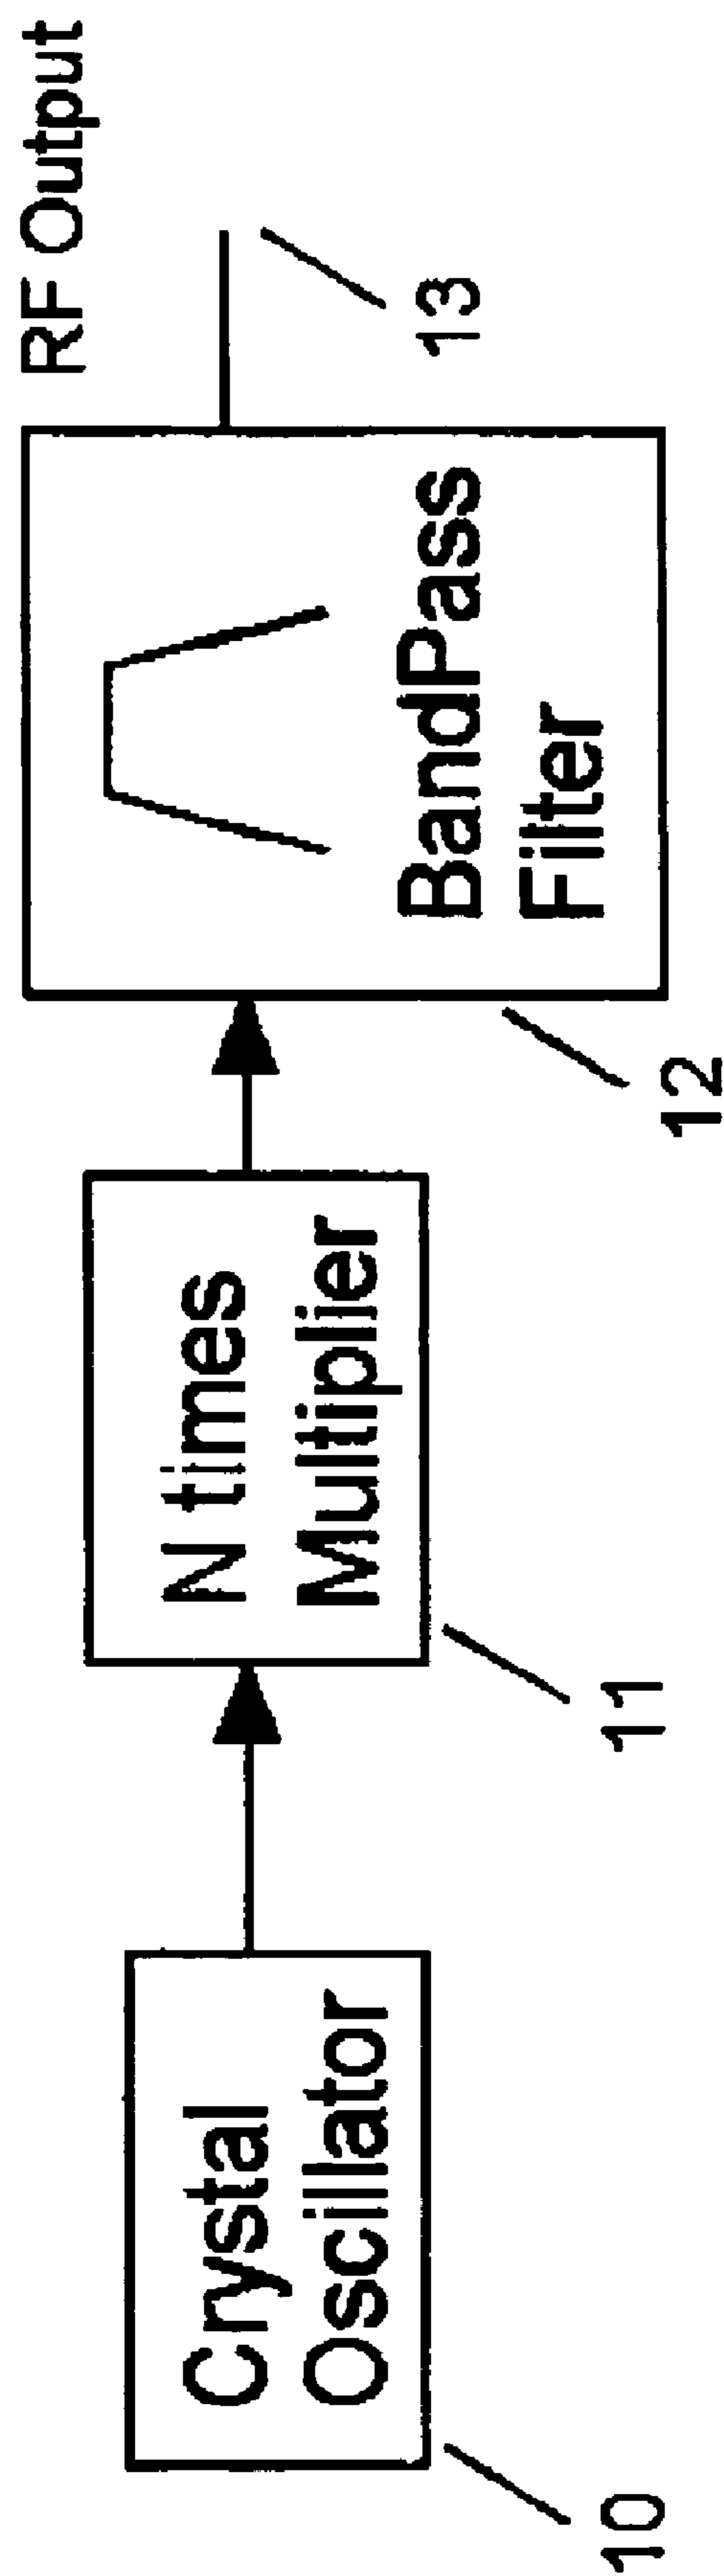 RF Output
Crystal
Oscillator
N times
Multiplier
BandPass
Filter
10
11
12
13